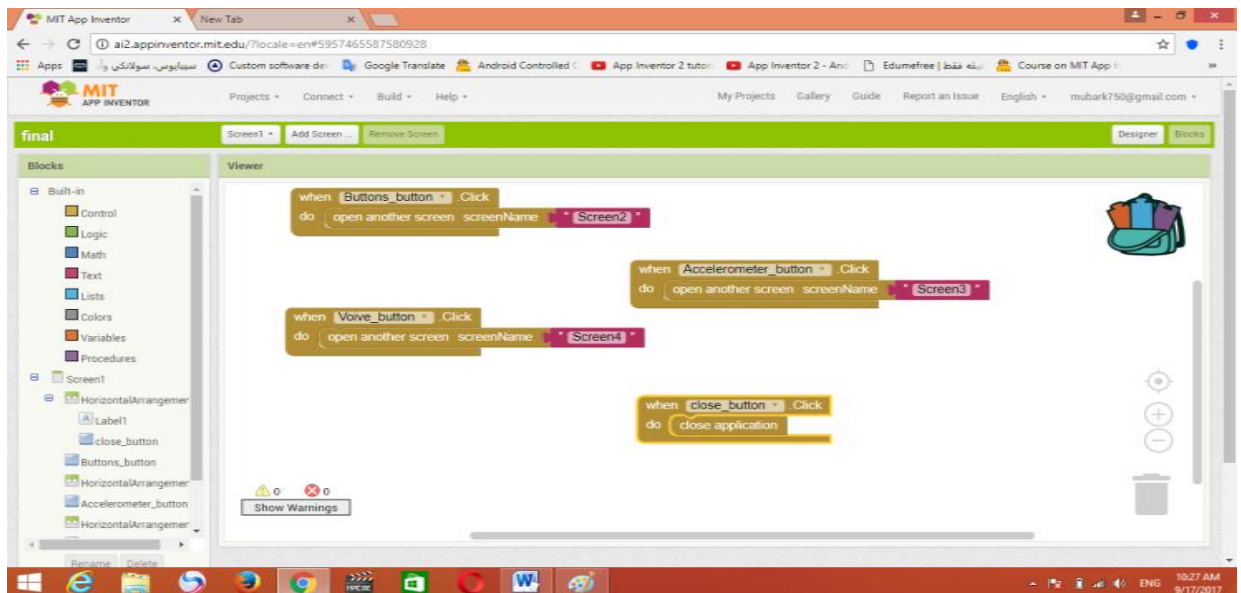 MIT App Inventor
New Tab
ai2.appinventor.mit.edu/?locale=en#5957465587580928
Apps
Custom software de
Google Translate
Android Controlled C
App Inventor 2 tutor
App Inventor 2 - An
Edumefree |
Course on MIT App I
MIT
APP INVENTOR
Projects
Connect
Build
Help
My Projects
Gallery
Guide
Report an Issue
English
mubark750@gmail.com
final
Screen1
Add Screen ...
Remove Screen
Designer
Blocks
Blocks
Viewer
Built-in
Control
Logic
Math
Text
Lists
Colors
Variables
Procedures
Screen1
HorizontalArrangemer
Label1
close_button
Buttons_button
HorizontalArrangemer
Accelerometer_button
HorizontalArrangemer
Rename Delete
when Buttons_button .Click
do open another screen screenName " Screen2 "
when Accelerometer_button .Click
do open another screen screenName " Screen3 "
when Voive_button .Click
do open another screen screenName " Screen4 "
when close_button .Click
do close application
0 0
Show Warnings
ENG
10:27 AM
9/17/2017